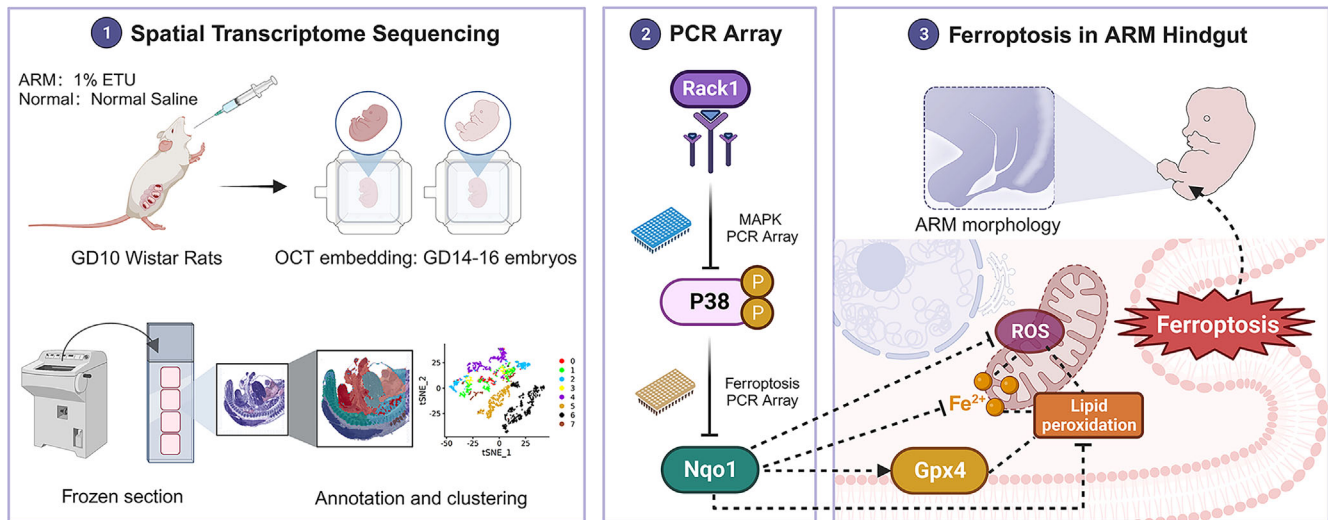 1 Spatial Transcriptome Sequencing
ARM: 1% ETU
Normal: Normal Saline
GD10 Wistar Rats
OCT embedding: GD14-16 embryos
Frozen section
tSNE_2
25
0
-25
-50
-25
0
25
tSNE_1
0
1
2
3
4
5
6
7
Annotation and clustering
2 PCR Array
Rack1
MAPK
PCR Array
P38
P
P
Ferroptosis
PCR Array
Nqo1
3 Ferroptosis in ARM Hindgut
ARM morphology
ROS
Ferroptosis
Fe2+
Lipid
peroxidation
Gpx4